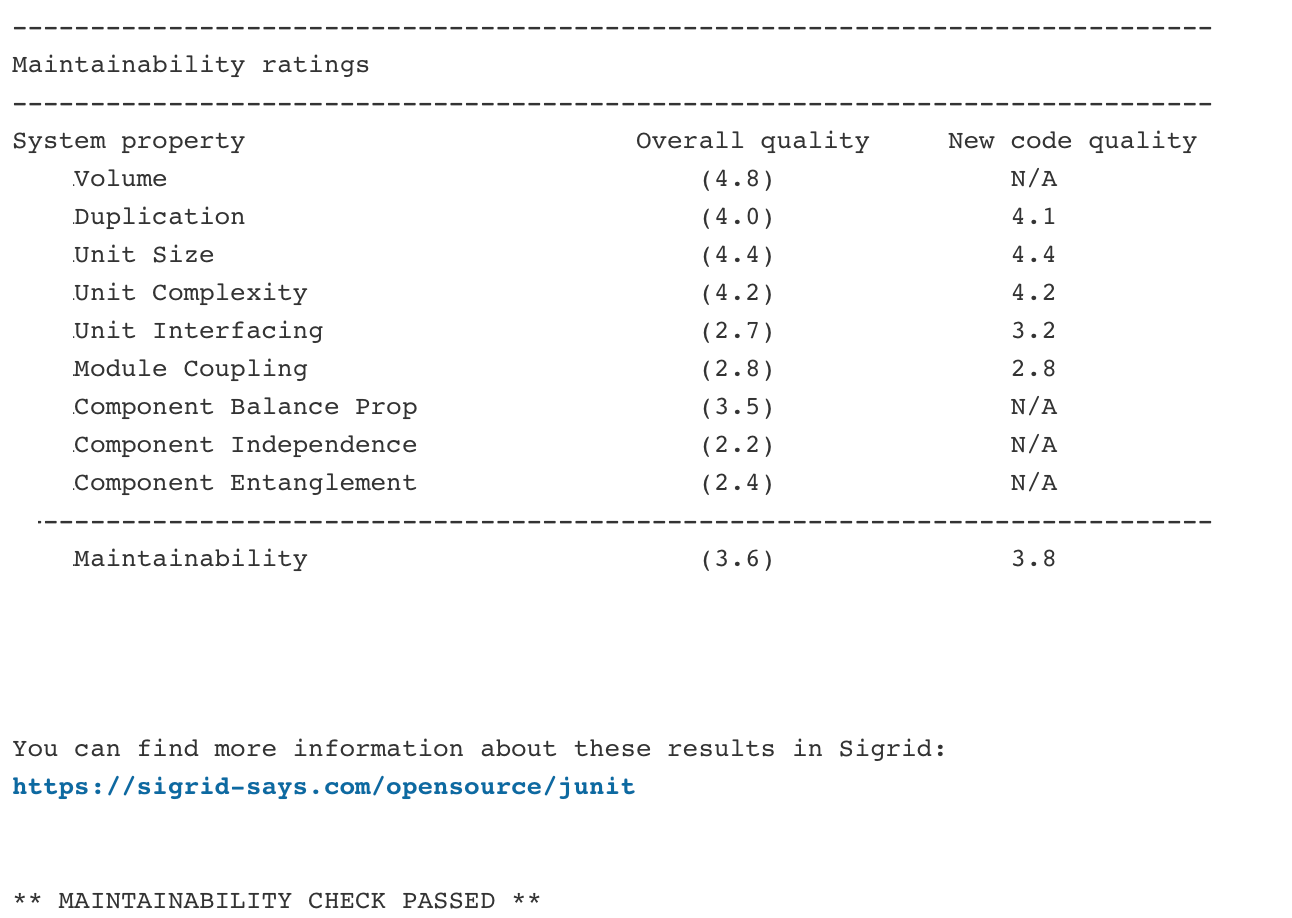 -----------------------------------------------------------------------------
Maintainability ratings
-----------------------------------------------------------------------------
System property                         Overall quality     New code quality
    Volume                                  (4.8)               N/A
    Duplication                             (4.0)               4.1
    Unit Size                               (4.4)               4.4
    Unit Complexity                         (4.2)               4.2
    Unit Interfacing                        (2.7)               3.2
    Module Coupling                         (2.8)               2.8
    Component Balance Prop                  (3.5)               N/A
    Component Independence                  (2.2)               N/A
    Component Entanglement                  (2.4)               N/A
-----------------------------------------------------------------------------
    Maintainability                         (3.6)               3.8
You can find more information about these results in Sigrid:
https://sigrid-says.com/opensource/junit
** MAINTAINABILITY CHECK PASSED **